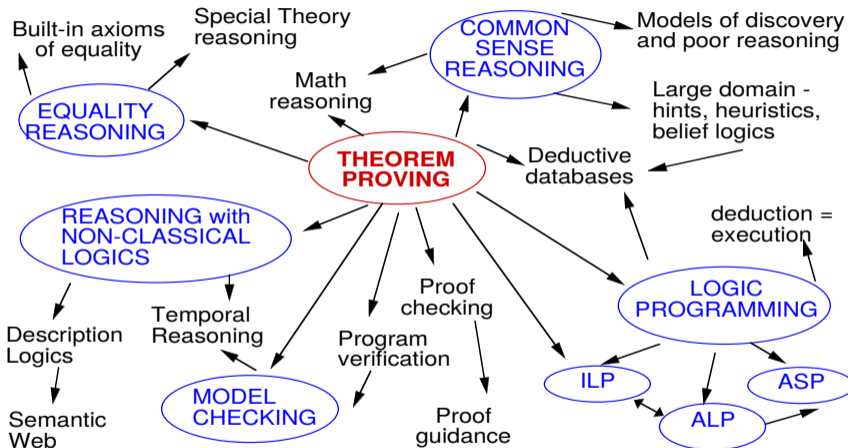 Built-in axioms
of equality
Special Theory
reasoning
COMMON
SENSE
REASONING
Models of discovery
and poor reasoning
Math
reasoning
Large domain -
hints, heuristics,
belief logics
EQUALITY
REASONING
THEOREM
PROVING
Deductive
databases
REASONING with
NON-CLASSICAL
LOGICS
deduction =
execution
Proof
checking
LOGIC
PROGRAMMING
Description
Logics
Temporal
Reasoning
Program
verification
ILP
ASP
MODEL
CHECKING
ALP
Semantic
Web
Proof
guidance